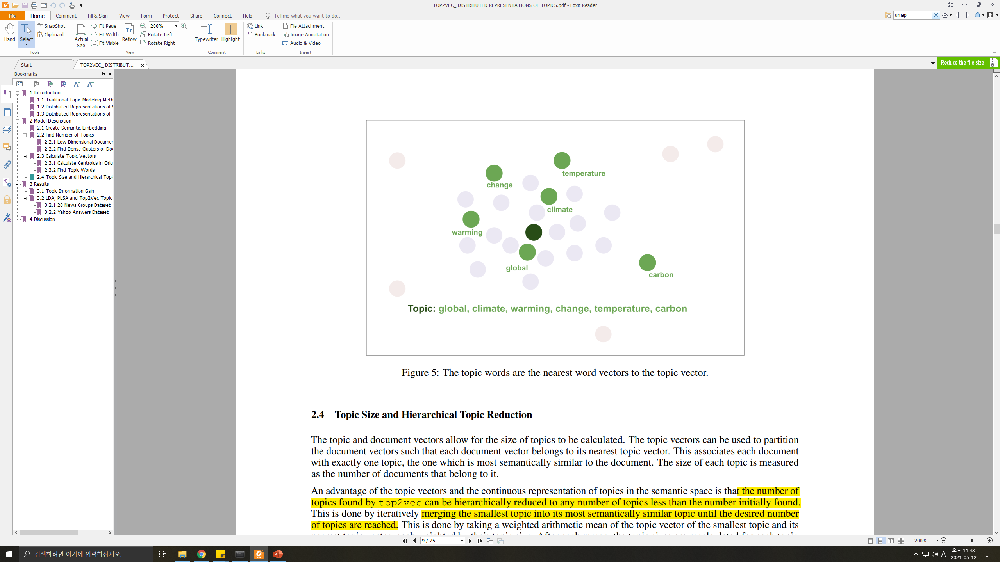 TOP2VEC_ DISTRIBUTED REPRESENTATIONS OF TOPICS.pdf - Foxit Reader
File Home Comment Fill & Sign View Form Protect Share Connect Help Tell me what you want to do.. umap
Hand
Select
SnapShot
Clipboard
Tools
Actual Size
Fit Page
Fit Width
Fit Visible
Reflow
200%
Rotate Left
Rotate Right
View
Typewriter
Highlight
Comment
Link
Bookmark
Links
File Attachment
Image Annotation
Audio & Video
Insert
Start
TOP2VEC_ DISTRIBUT...
Reduce the file size
Bookmarks
1 Introduction
1.1 Traditional Topic Modeling Meth
1.2 Distributed Representations of
1.3 Distributed Representations of
2 Model Description
2.1 Create Semantic Embedding
2.2 Find Number of Topics
2.2.1 Low Dimensional Documen
2.2.2 Find Dense Clusters of Do
2.3 Calculate Topic Vectors
2.3.1 Calculate Centroids in Orig
2.3.2 Find Topic Words
2.4 Topic Size and Hierarchical Topi
3 Results
3.1 Topic Information Gain
3.2 LDA, PLSA and Top2Vec Topic
3.2.1 20 News Groups Dataset
3.2.2 Yahoo Answers Dataset
4 Discussion
temperature
change
climate
warming
global
carbon
Topic: global, climate, warming, change, temperature, carbon
Figure 5: The topic words are the nearest word vectors to the topic vector.
2.4 Topic Size and Hierarchical Topic Reduction
The topic and document vectors allow for the size of topics to be calculated. The topic vectors can be used to partition
the document vectors such that each document vector belongs to its nearest topic vector. This associates each document
with exactly one topic, the one which is most semantically similar to the document. The size of each topic is measured
as the number of documents that belong to it.
An advantage of the topic vectors and the continuous representation of topics in the semantic space is that the number of
topics found by top2vec can be hierarchically reduced to any number of topics less than the number initially found.
This is done by iteratively merging the smallest topic into its most semantically similar topic until the desired number
of topics are reached. This is done by taking a weighted arithmetic mean of the topic vector of the smallest topic and its
9 / 25
200%
검색하려면 여기에 입력하십시오.
A
오후 11:43
2021-05-12